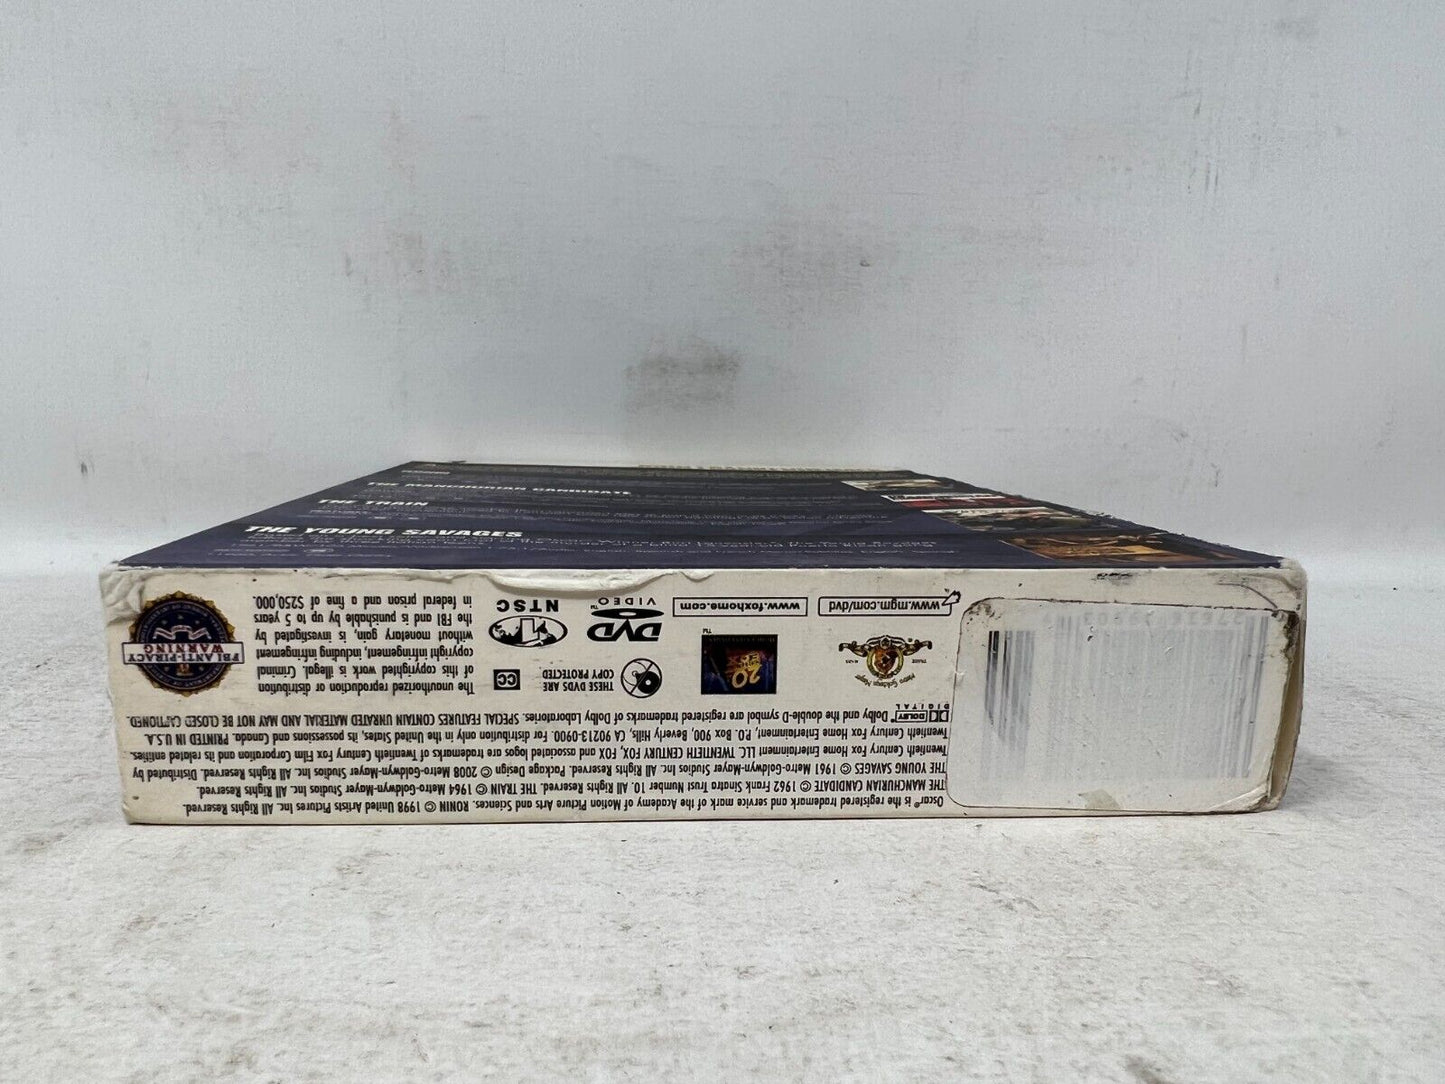 THE MANCHURIAN CANDIDATE
THE TRAIN
THE YOUNG SAVAGES
Oscar® is the registered trademark and service mark of the Academy of Motion Picture Arts and Sciences. RONIN © 1998 United Artists Pictures Inc. All Rights Reserved.
THE MANCHURIAN CANDIDATE © 1962 Frank Sinatra Trust Number 10. All Rights Reserved. THE TRAIN © 1964 Metro-Goldwyn-Mayer Studios Inc. All Rights Reserved.
THE YOUNG SAVAGES © 1961 Metro-Goldwyn-Mayer Studios Inc. All Rights Reserved. Package Design © 2008 Metro-Goldwyn-Mayer Studios Inc. All Rights Reserved. Distributed by
Twentieth Century Fox Home Entertainment LLC. TWENTIETH CENTURY FOX, FOX and associated logos are trademarks of Twentieth Century Fox Film Corporation and its related entities.
Twentieth Century Fox Home Entertainment, P.O. Box 900, Beverly Hills, CA 90213-0900. For distribution only in the United States, its possessions and Canada. PRINTED IN U.S.A.
DOLBY DIGITAL Dolby and the double-D symbol are registered trademarks of Dolby Laboratories. SPECIAL FEATURES CONTAIN UNRATED MATERIAL AND MAY NOT BE CLOSED CAPTIONED.
Metro Goldwyn Mayer
TRADE MARK
20
TM
THESE DVDS ARE
COPY PROTECTED.
CC
www.mgm.com/dvd
www.foxhome.com
DVD
VIDEO
TM
1
NTSC
The unauthorized reproduction or distribution
of this copyrighted work is illegal. Criminal
copyright infringement, including infringement
without monetary gain, is investigated by
the FBI and is punishable by up to 5 years
in federal prison and a fine of $250,000.
FBI ANTI-PIRACY
WARNING